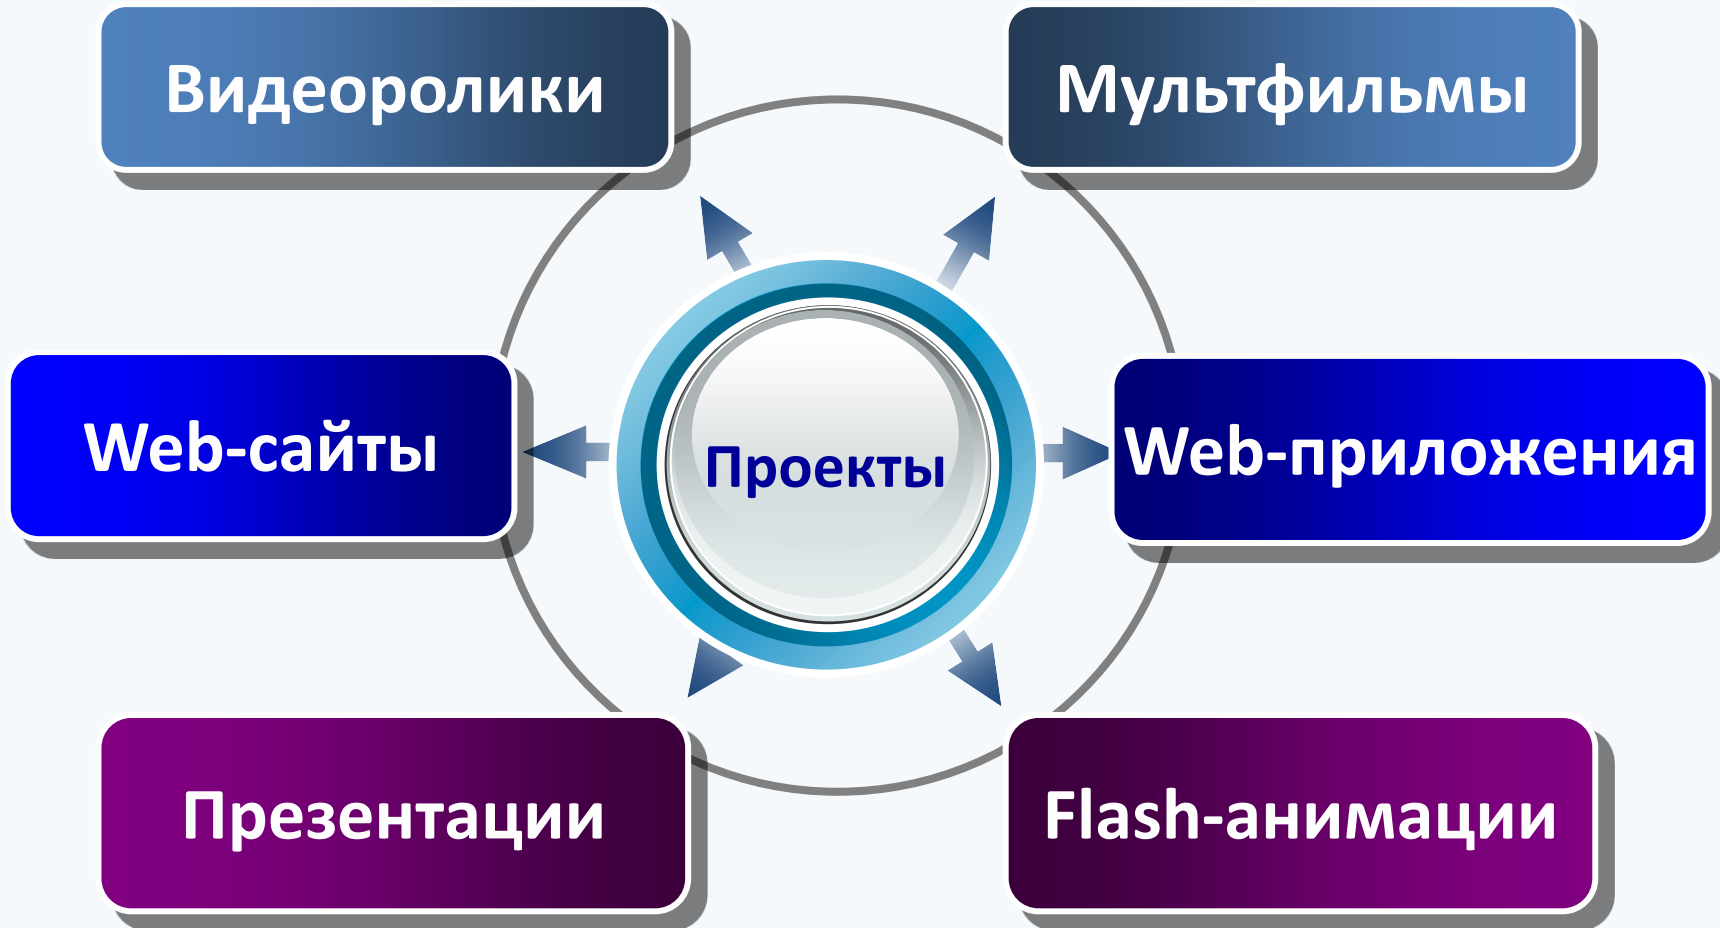 Видеоролики
Мультфильмы
Web-сайты
Проекты
Web-приложения
Презентации
Flash-анимации